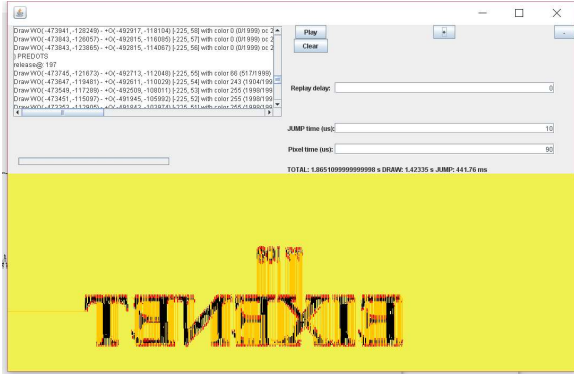 Draw WO( -473941, -128249) - +O(-492917, -118104) }-225, 58] with color 0 (0/1999) oc 2
Draw WO( -473843, -126057) - +O(-492815, -116085) }-225, 57] with color 0 (0/1999) oc 2
Draw WO( -473843, -123865) - +O(-492815, -114067) }-225, 56] with color 0 (0/1999) oc 2
) PREDOTS
release@ 197
Draw WO( -473745, -121673) - +O(-492713, -112048) }-225, 55] with color 66 (517/1999)
Draw WO( -473647, -119481) - +O(-492611, -110029) }-225, 54] with color 243 (1904/199
Draw WO( -473549, -117289) - +O(-492509, -108011) }-225, 53] with color 255 (1998/199
Draw WO( -473451, -115097) - +O(-491945, -105992) }-225, 52] with color 255 (1998/199
Play
Clear
+
-
Replay delay: 0
JUMP time (us): 10
Pixel time (us): 90
TOTAL: 1.8651099999999998 s DRAW: 1.42335 s JUMP: 441.76 ms